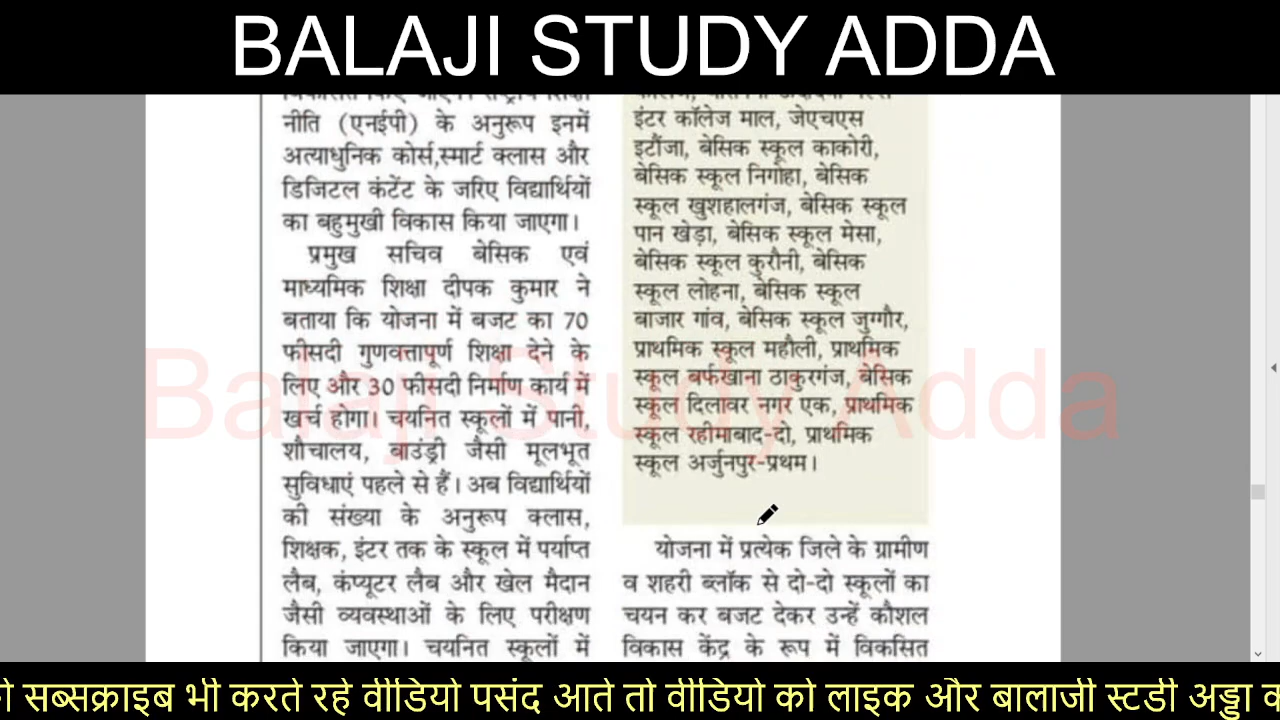 BALAJI STUDY ADDA
नीति (एनईपी) के अनुरूप इनमें
अत्याधुनिक कोर्स,स्मार्ट क्लास और
डिजिटल कंटेंट के जरिए विद्यार्थियों
का बहुमुखी विकास किया जाएगा।
प्रमुख सचिव बेसिक एवं
माध्यमिक शिक्षा दीपक कुमार ने
बताया कि योजना में बजट का 70
फीसदी गुणवत्तापूर्ण शिक्षा देने के
लिए और 30 फीसदी निर्माण कार्य में
खर्च होगा। चयनित स्कूलों में पानी,
शौचालय, बाउंड्री जैसी मूलभूत
सुविधाएं पहले से हैं। अब विद्यार्थियों
की संख्या के अनुरूप क्लास,
शिक्षक, इंटर तक के स्कूल में पर्याप्त
लैब, कंप्यूटर लैब और खेल मैदान
जैसी व्यवस्थाओं के लिए परीक्षण
किया जाएगा। चयनित स्कूलों में
इंटर कॉलेज माल, जेएचएस
इटौंजा, बेसिक स्कूल काकोरी,
बेसिक स्कूल निगोहा, बेसिक
स्कूल खुशहालगंज, बेसिक स्कूल
पान खेड़ा, बेसिक स्कूल मेसा,
बेसिक स्कूल कुरौनी, बेसिक
स्कूल लोहना, बेसिक स्कूल
बाजार गांव, बेसिक स्कूल जुग्गौर,
प्राथमिक स्कूल महौली, प्राथमिक
स्कूल बर्फखाना ठाकुरगंज, बेसिक
स्कूल दिलावर नगर एक, प्राथमिक
स्कूल रहीमाबाद-दो, प्राथमिक
स्कूल अर्जुनपुर-प्रथम।
योजना में प्रत्येक जिले के ग्रामीण
व शहरी ब्लॉक से दो-दो स्कूलों का
चयन कर बजट देकर उन्हें कौशल
विकास केंद्र के रूप में विकसित
Balaji Study Adda
सब्सक्राइब भी करते रहे वीडियो पसंद आते तो वीडियो को लाइक और बालाजी स्टडी अड्डा